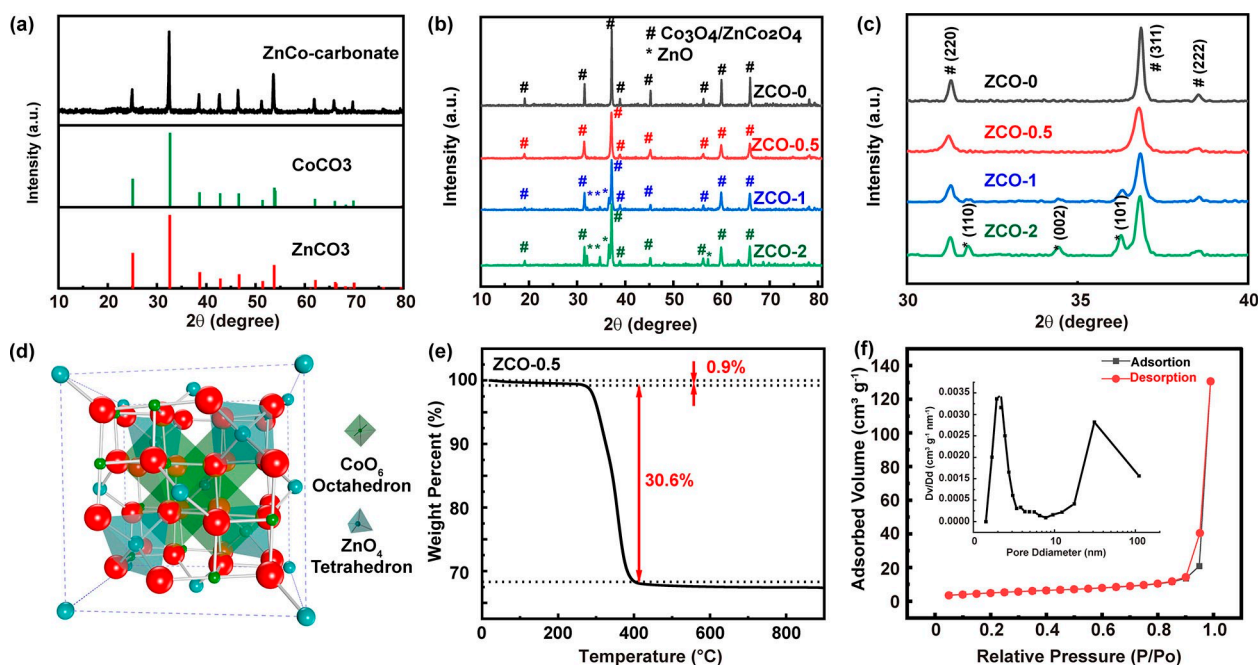 (a)
ZnCo-carbonate
CoCO3
ZnCO3
Intensity (a.u.)
10 20 30 40 50 60 70 80
2θ (degree)
(b)
# Co3O4/ZnCo2O4
* ZnO
# # # # # # # #
ZCO-0
# # # # # # # #
ZCO-0.5
# # * * * # # # # # #
ZCO-1
# # * * * # # # # * # #
ZCO-2
Intensity (a.u.)
10 20 30 40 50 60 70 80
2θ (degree)
(c)
# (220)
# (311)
# (222)
ZCO-0
ZCO-0.5
ZCO-1
ZCO-2
* (110)
* (002)
* (101)
Intensity (a.u.)
30 35 40
2θ (degree)
(d)
CoO6
Octahedron
ZnO4
Tetrahedron
(e)
ZCO-0.5
0.9%
30.6%
Weight Percent (%)
100
90
80
70
0 200 400 600 800
Temperature (°C)
(f)
Adsortion
Desorption
Adsorbed Volume (cm³ g⁻¹)
140
120
100
80
60
40
20
0
0 0.2 0.4 0.6 0.8 1.0
Relative Pressure (P/Po)
Dv/Dd (cm³ g⁻¹ nm⁻¹)
0.0035
0.0030
0.0025
0.0020
0.0015
0.0010
0.0005
0.0000
0 10 100
Pore Ddiameter (nm)